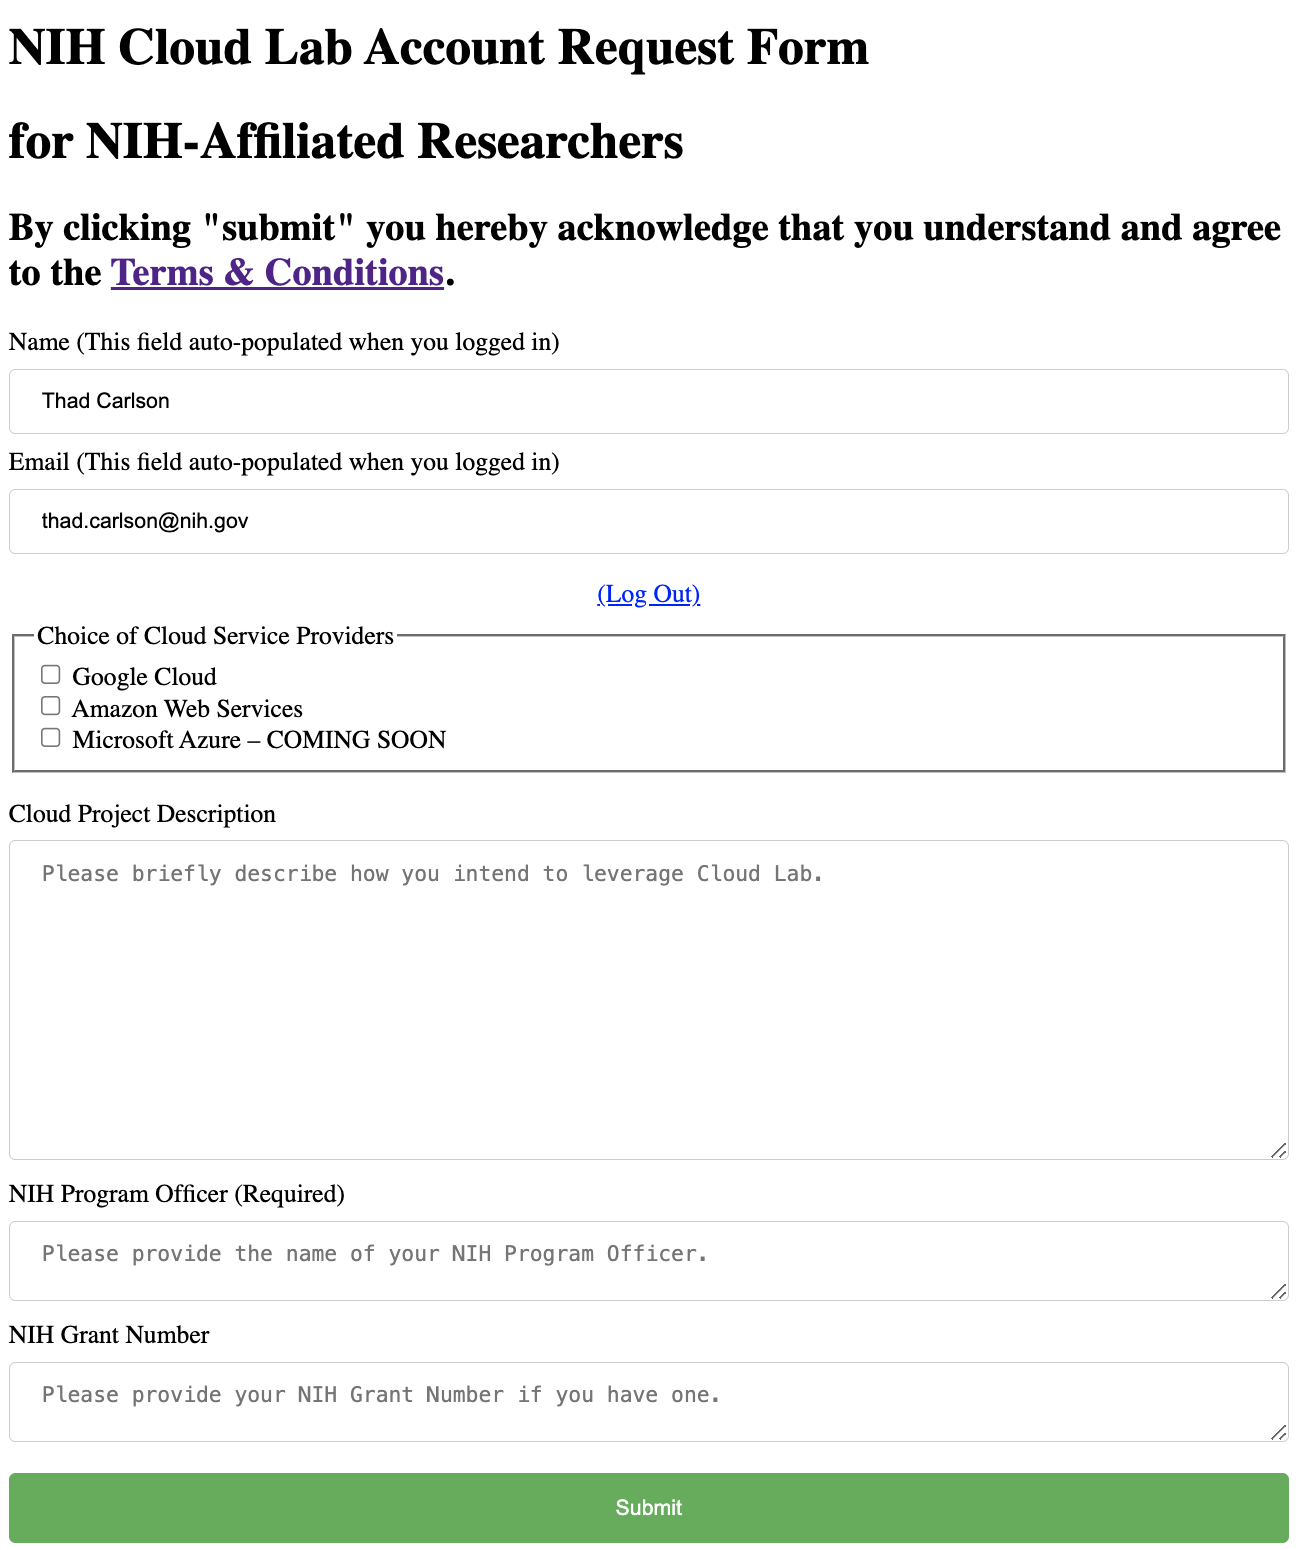 NIH Cloud Lab Account Request Form
for NIH-Affiliated Researchers
By clicking "submit" you hereby acknowledge that you understand and agree
to the Terms & Conditions.
Name (This field auto-populated when you logged in)
Thad Carlson
Email (This field auto-populated when you logged in)
thad.carlson@nih.gov
(Log Out)
Choice of Cloud Service Providers
Google Cloud
Amazon Web Services
Microsoft Azure – COMING SOON
Cloud Project Description
Please briefly describe how you intend to leverage Cloud Lab.
NIH Program Officer (Required)
Please provide the name of your NIH Program Officer.
NIH Grant Number
Please provide your NIH Grant Number if you have one.
Submit